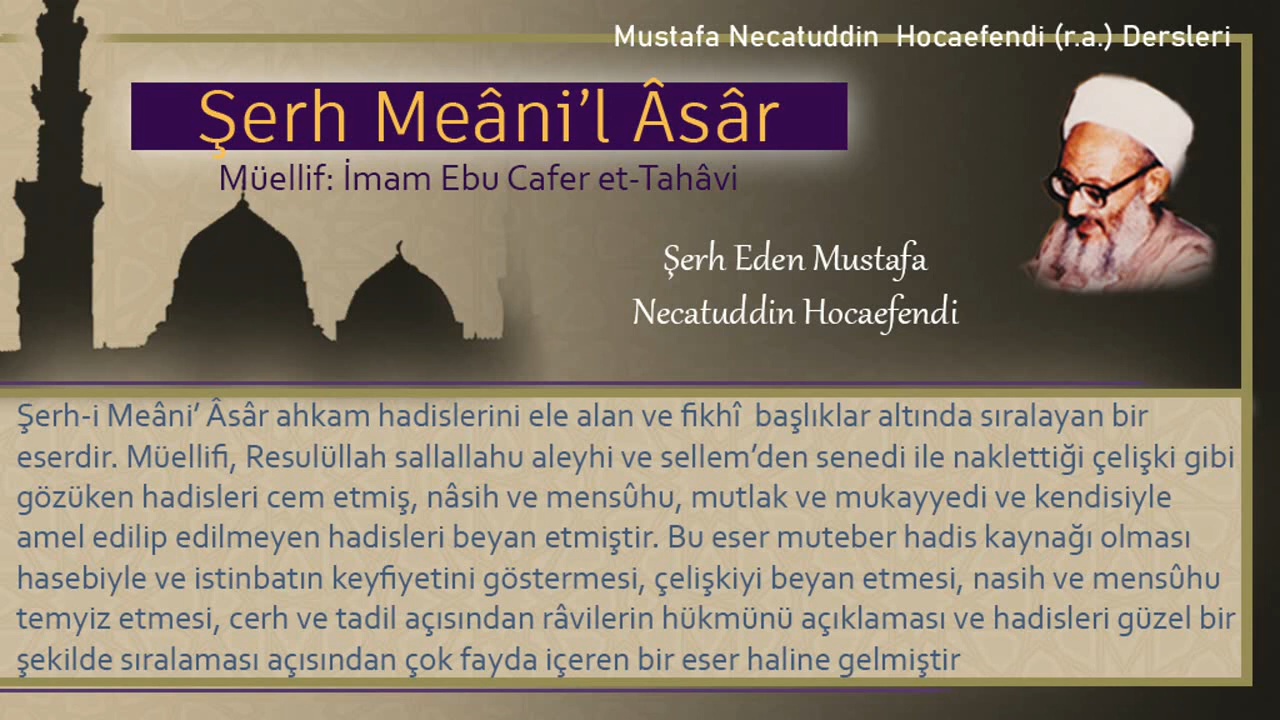 Mustafa Necatuddin Hocaefendi (r.a.) Dersleri
Şerh Meâni’l Âsâr
Müellif: İmam Ebu Cafer et-Tahâvi
Şerh Eden Mustafa
Necatuddin Hocaefendi
Şerh-i Meâni’ Âsâr ahkam hadislerini ele alan ve fikhî başlıklar altında sıralayan bir
eserdir. Müellifi, Resulüllah sallallahu aleyhi ve sellem’den senedi ile naklettiği çelişki gibi
gözüken hadisleri cem etmiş, nâsih ve mensûhu, mutlak ve mukayyedi ve kendisiyle
amel edilip edilmeyen hadisleri beyan etmiştir. Bu eser muteber hadis kaynağı olması
hasebiyle ve istinbatın keyfiyetini göstermesi, çelişkiyi beyan etmesi, nasih ve mensûhu
temyiz etmesi, cerh ve tadil açısından râvilerin hükmünü açıklaması ve hadisleri güzel bir
şekilde sıralaması açısından çok fayda içeren bir eser haline gelmiştir